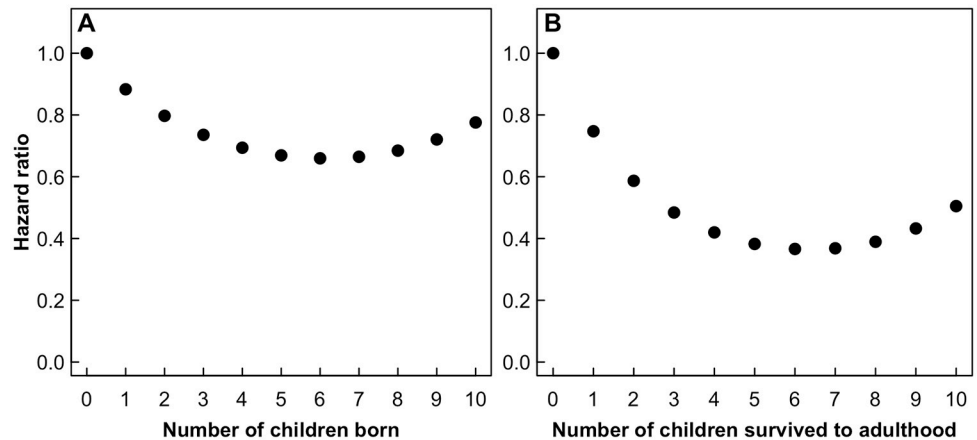 A
B
Hazard ratio
1.0
0.8
0.6
0.4
0.2
0.0
0 1 2 3 4 5 6 7 8 9 10
Number of children born
1.0
0.8
0.6
0.4
0.2
0.0
0 1 2 3 4 5 6 7 8 9 10
Number of children survived to adulthood